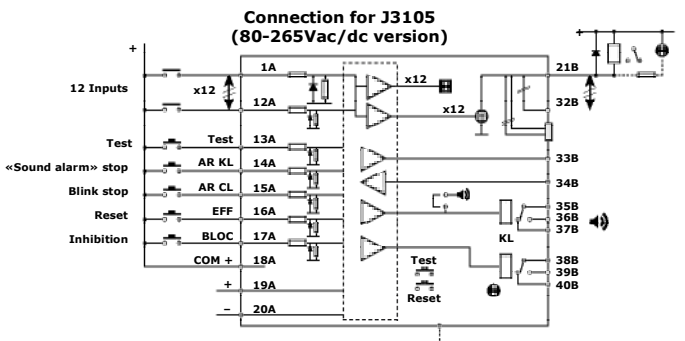 Connection for J3105
(80-265Vac/dc version)
+
+
1A
21B
12 Inputs
x12
x12
12A
x12
32B
Test
Test
13A
33B
«Sound alarm» stop
AR KL
14A
34B
Blink stop
AR CL
15A
35B
Reset
EFF
16A
36B
37B
KL
Inhibition
BLOC
17A
COM +
18A
Test
38B
39B
40B
+
19A
Reset
–
20A